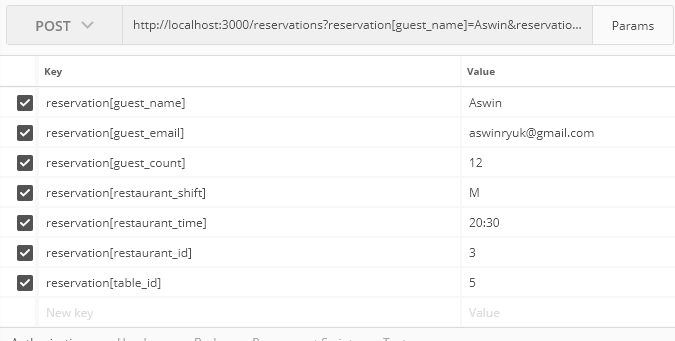 POST http://localhost:3000/reservations?reservation[guest_name]=Aswin&reservatio... Params
Key Value
reservation[guest_name] Aswin
reservation[guest_email] aswinryuk@gmail.com
reservation[guest_count] 12
reservation[restaurant_shift] M
reservation[restaurant_time] 20:30
reservation[restaurant_id] 3
reservation[table_id] 5
New key Value